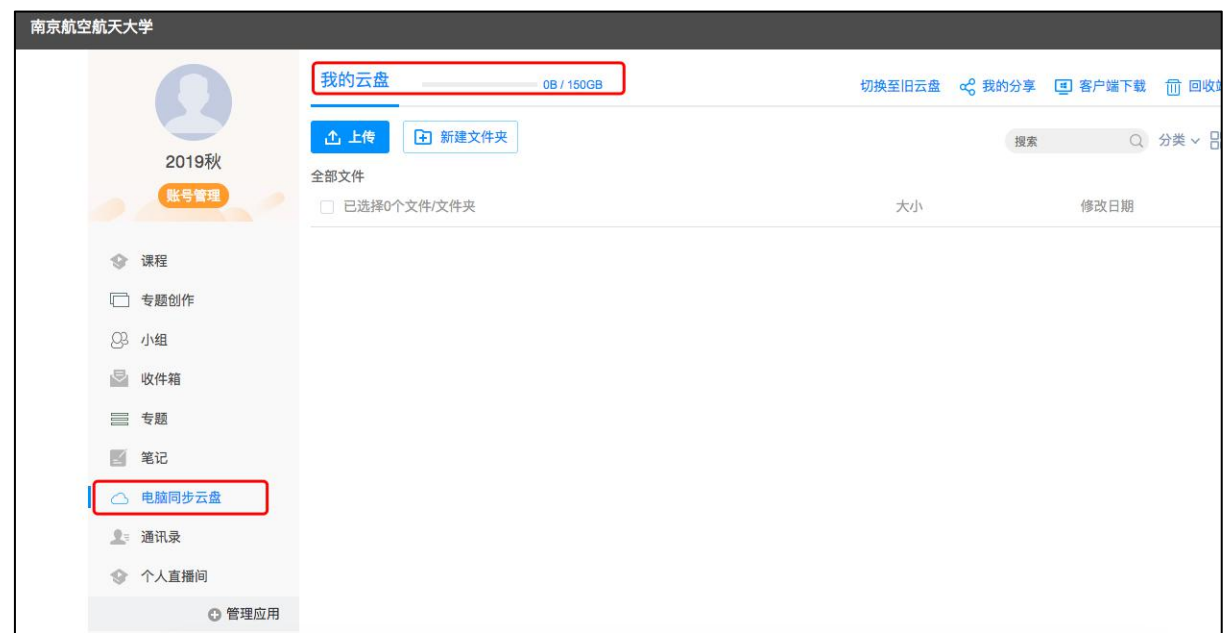 南京航空航天大学
我的云盘 0B / 150GB 切换至旧云盘 我的分享 客户端下载 回收
上传 新建文件夹 搜索 分类
2019秋
全部文件
账号管理
已选择0个文件/文件夹 大小 修改日期
课程
专题创作
小组
收件箱
专题
笔记
电脑同步云盘
通讯录
个人直播间
管理应用